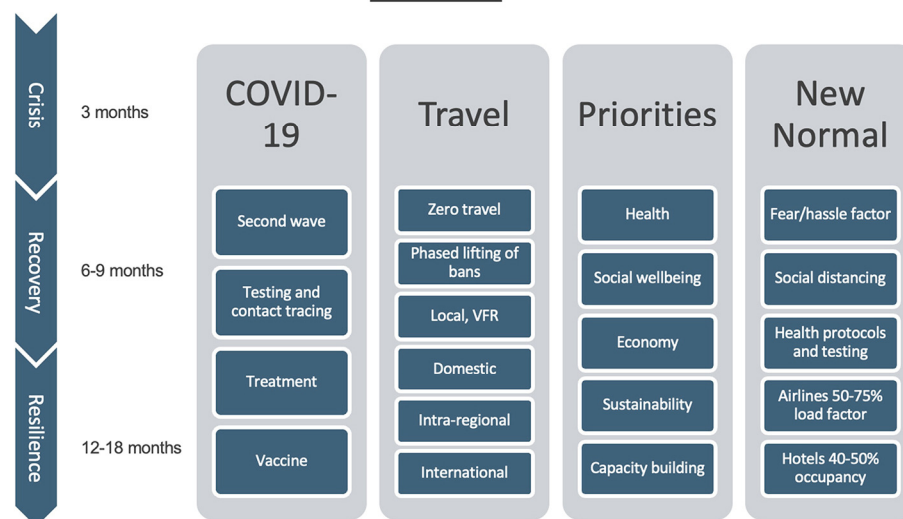 Crisis
3 months
Recovery
6-9 months
Resilience
12-18 months
COVID-
19
Second wave
Testing and
contact tracing
Treatment
Vaccine
Travel
Zero travel
Phased lifting of
bans
Local, VFR
Domestic
Intra-regional
International
Priorities
Health
Social wellbeing
Economy
Sustainability
Capacity building
New
Normal
Fear/hassle factor
Social distancing
Health protocols
and testing
Airlines 50-75%
load factor
Hotels 40-50%
occupancy